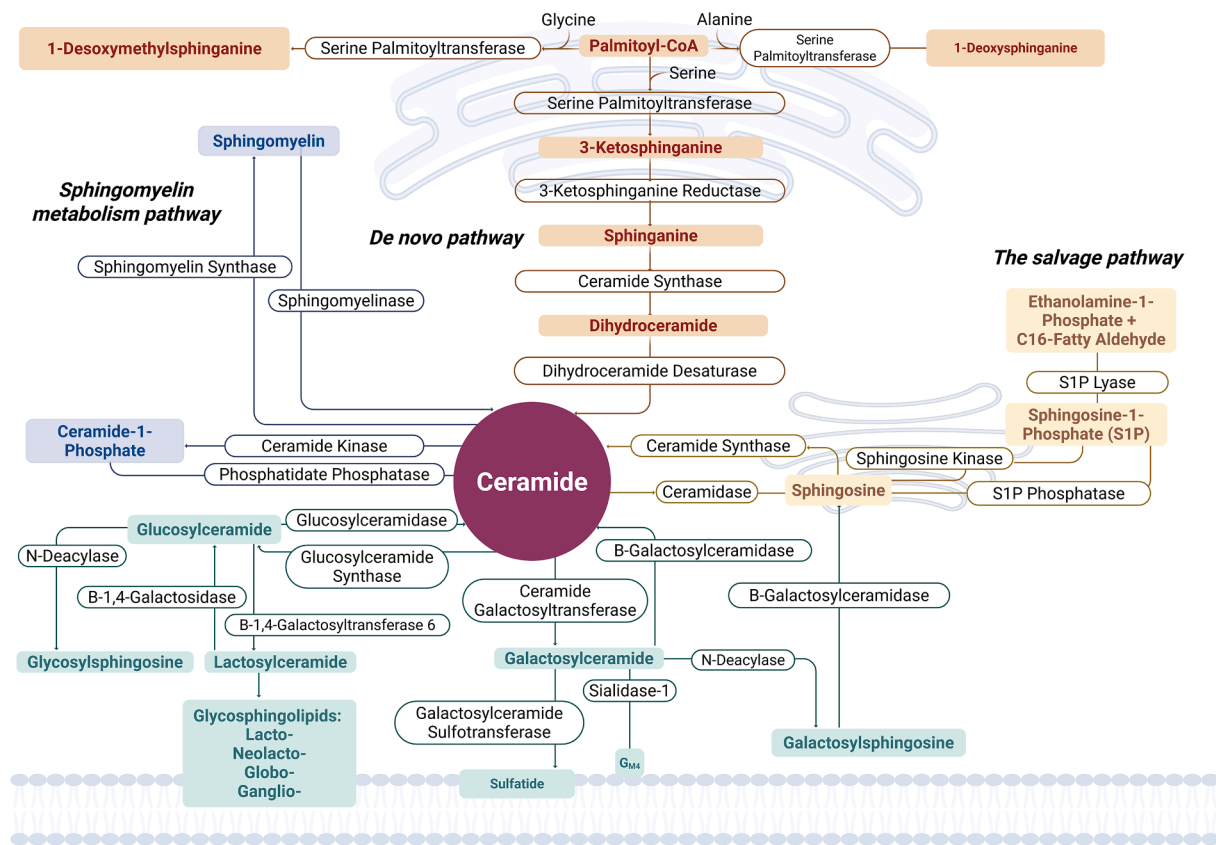 Glycine
Alanine
1-Desoxymethylsphinganine
Serine Palmitoyltransferase
Palmitoyl-CoA
Serine
Palmitoyltransferase
1-Deoxysphinganine
Serine
Serine Palmitoyltransferase
3-Ketosphinganine
3-Ketosphinganine Reductase
De novo pathway
Sphinganine
Ceramide Synthase
Dihydroceramide
Dihydroceramide Desaturase
Sphingomyelin
Sphingomyelin
metabolism pathway
Sphingomyelin Synthase
Sphingomyelinase
The salvage pathway
Ethanolamine-1-
Phosphate +
C16-Fatty Aldehyde
S1P Lyase
Sphingosine-1-
Phosphate (S1P)
Ceramide-1-
Phosphate
Ceramide Kinase
Phosphatidate Phosphatase
Ceramide
Ceramide Synthase
Sphingosine Kinase
Ceramidase
Sphingosine
S1P Phosphatase
Glucosylceramide
Glucosylceramidase
N-Deacylase
Glucosylceramide
Synthase
B-1,4-Galactosidase
B-1,4-Galactosyltransferase 6
Glycosylsphingosine
Lactosylceramide
Glycosphingolipids:
Lacto-
Neolacto-
Globo-
Ganglio-
B-Galactosylceramidase
Ceramide
Galactosyltransferase
B-Galactosylceramidase
Galactosylceramide
N-Deacylase
Sialidase-1
Galactosylceramide
Sulfotransferase
Galactosylsphingosine
GM4
Sulfatide